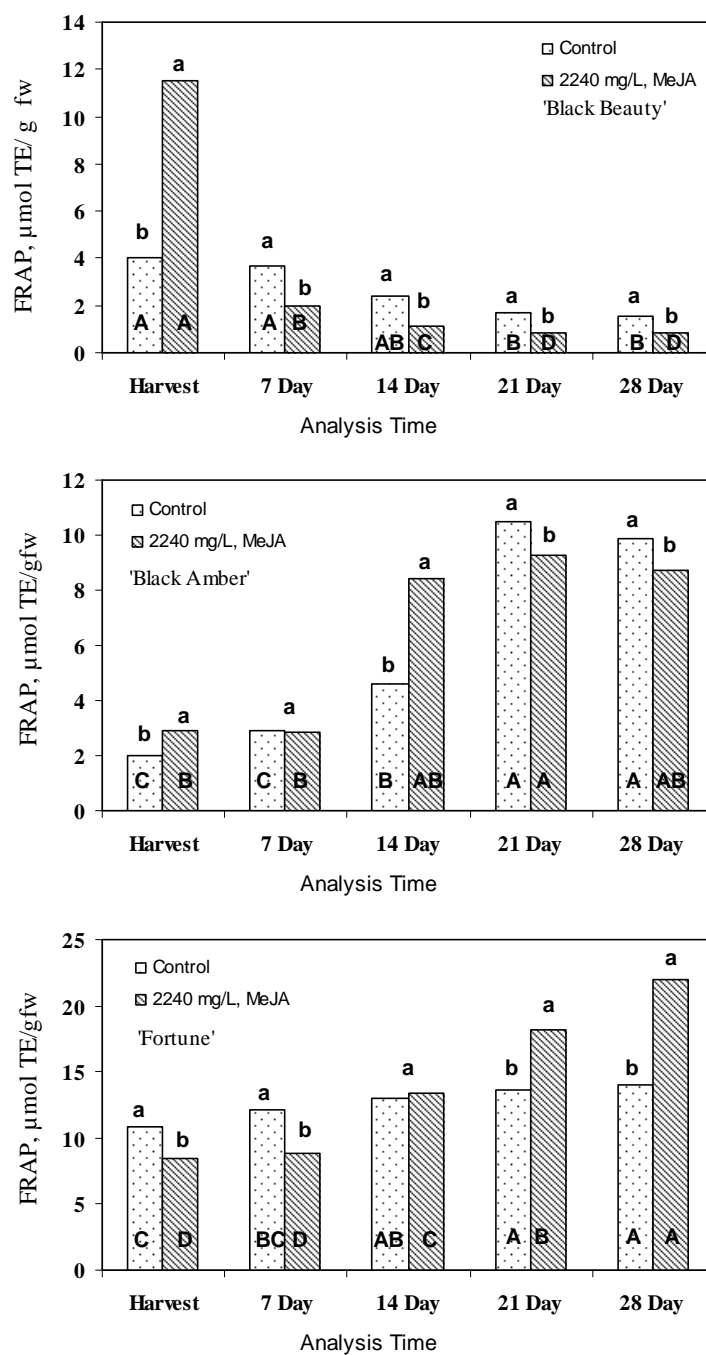 14
12
10
8
6
4
2
0
FRAP, µmol TE/ g fw
Control
2240 mg/L, MeJA
'Black Beauty'
b a a b a b a b a b
A A A B AB C B D B D
Harvest 7 Day 14 Day 21 Day 28 Day
Analysis Time
12
10
8
6
4
2
0
FRAP, µmol TE/gfw
Control
2240 mg/L, MeJA
'Black Amber'
b a a b a a b a b
C B C B B AB A A A AB
Harvest 7 Day 14 Day 21 Day 28 Day
Analysis Time
25
20
15
10
5
0
FRAP, µmol TE/gfw
Control
2240 mg/L, MeJA
'Fortune'
a b a b a b a b a
C D BC D AB C A B A A
Harvest 7 Day 14 Day 21 Day 28 Day
Analysis Time